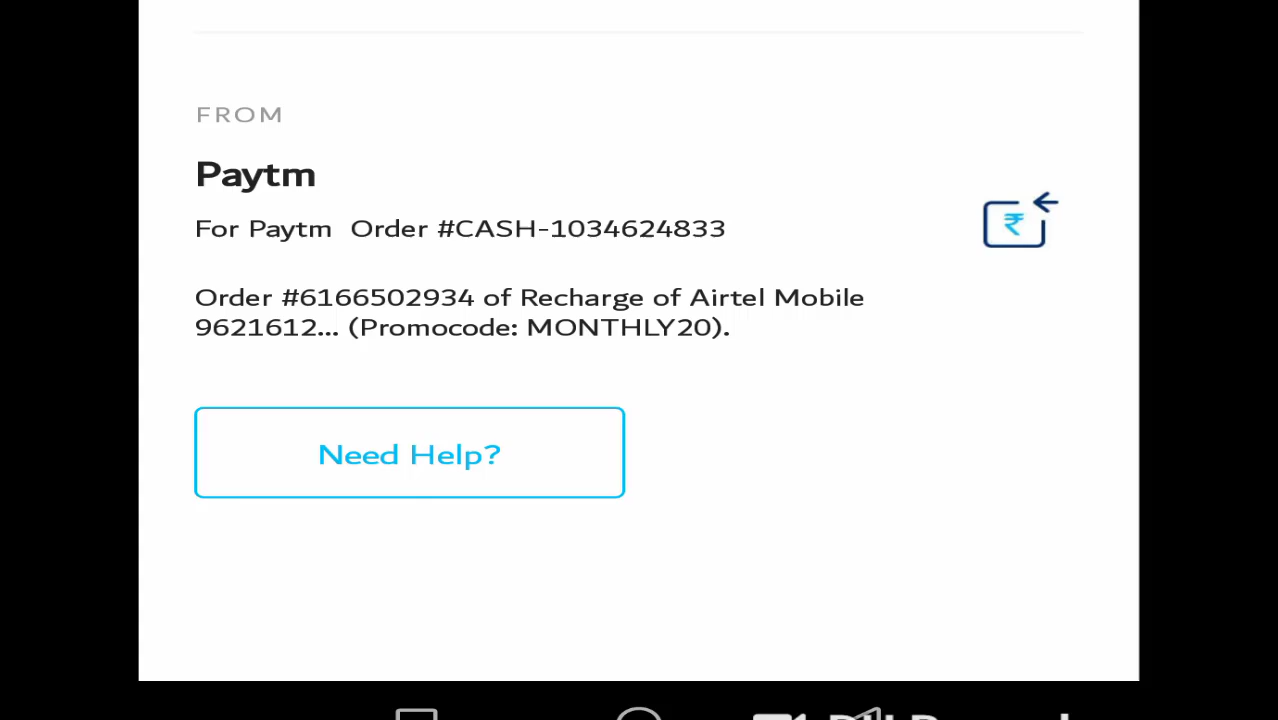 FROM
Paytm
For Paytm Order #CASH-1034624833
₹
Order #6166502934 of Recharge of Airtel Mobile
9621612... (Promocode: MONTHLY20).
Need Help?